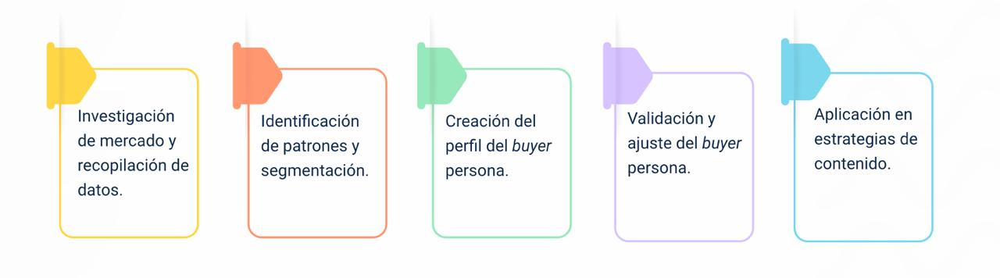 Investigación
de mercado y
recopilación de
datos.
Identificación
de patrones y
segmentación.
Creación del
perfil del buyer
persona.
Validación y
ajuste del buyer
persona.
Aplicación en
estrategias de
contenido.